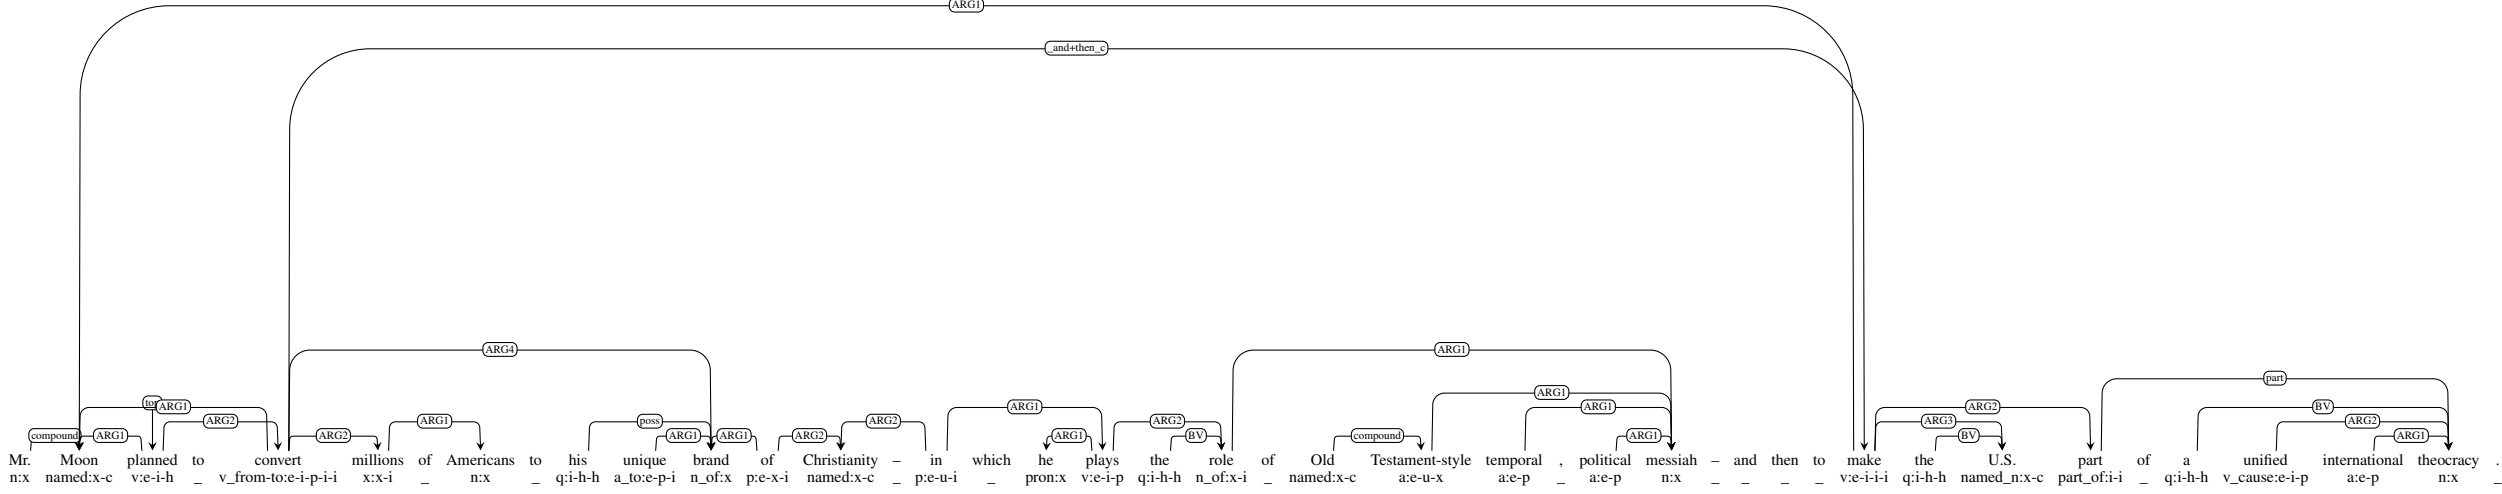 ARG1
_and+then_c
ARG4 ARG1
part
ARG1
top ARG1 ARG1 ARG1 ARG2 BV
ARG2 ARG1 poss ARG2 ARG2 ARG3 ARG2
compound ARG1 ARG2 ARG1 ARG1 ARG2 ARG1 BV compound ARG1 BV ARG1
Mr. Moon planned to convert millions of Americans to his unique brand of Christianity – in which he plays the role of Old Testament-style temporal , political messiah – and then to make the U.S. part of a unified international theocracy .
n:x named:x-c v:e-i-h _ v_from-to:e-i-p-i-i x:x-i _ n:x _ q:i-h-h a_to:e-p-i n_of:x p:e-x-i named:x-c _ p:e-u-i _ pron:x v:e-i-p q:i-h-h n_of:x-i _ named:x-c a:e-u-x a:e-p _ a:e-p n:x _ _ _ _ v:e-i-i-i q:i-h-h named_n:x-c part_of:i-i _ q:i-h-h v_cause:e-i-p a:e-p n:x _